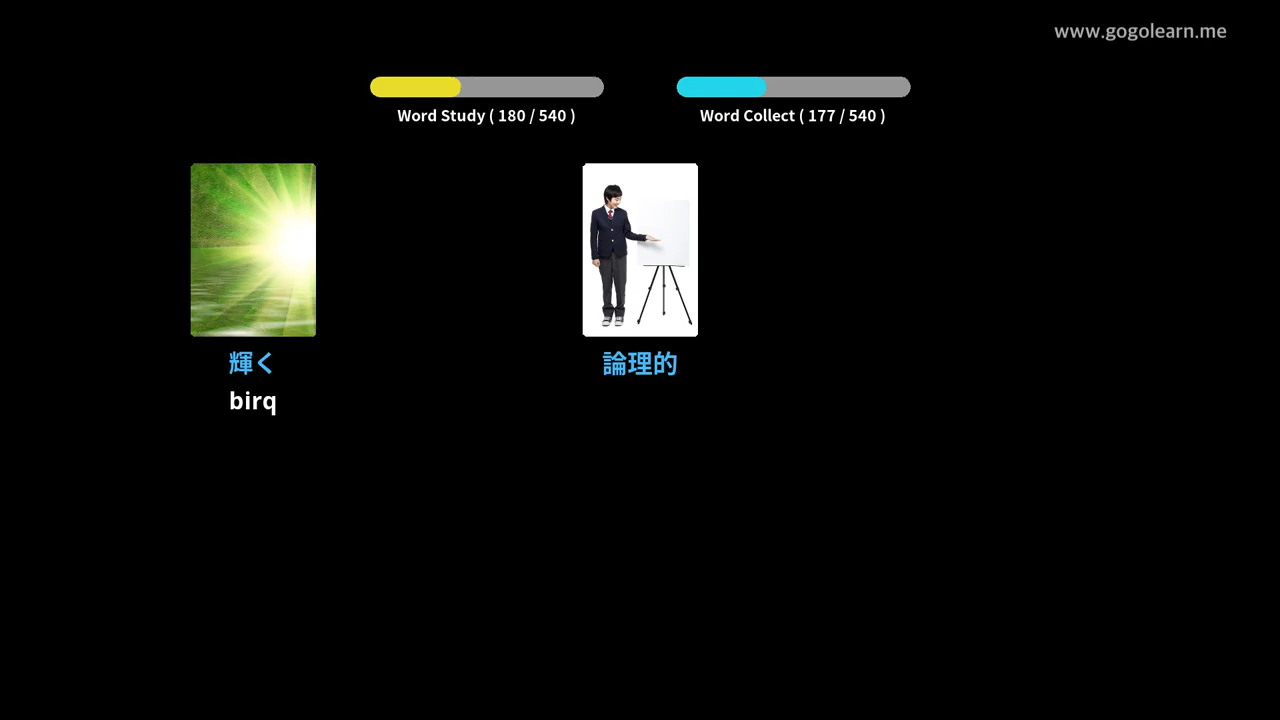 www.gogolearn.me
Word Study ( 180 / 540 )
Word Collect ( 177 / 540 )
輝く
birq
論理的